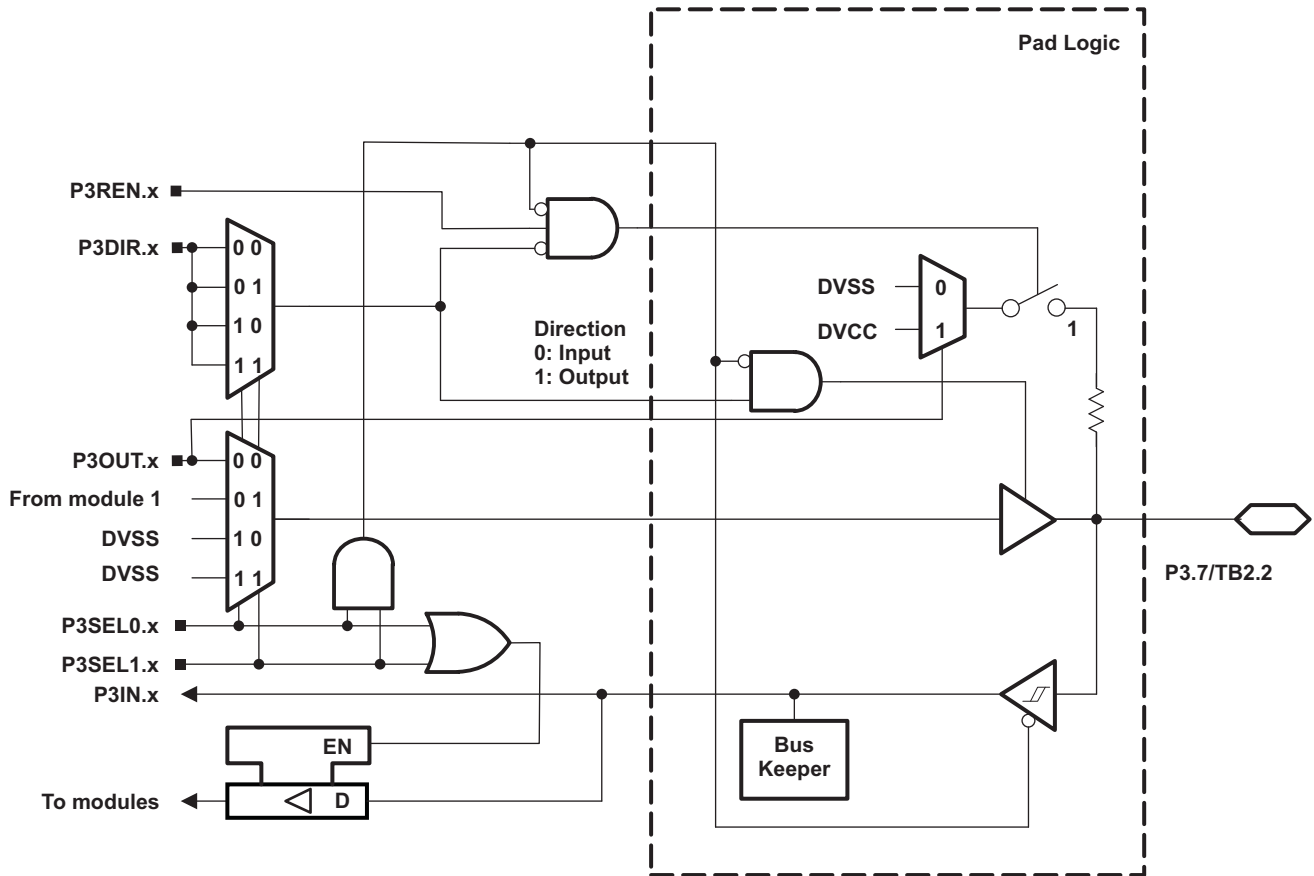 Pad Logic
P3REN.x
P3DIR.x
0 0
0 1
1 0
1 1
Direction
0: Input
1: Output
DVSS
DVCC
0
1
1
P3OUT.x
From module 1
DVSS
DVSS
0 0
0 1
1 0
1 1
P3.7/TB2.2
P3SEL0.x
P3SEL1.x
P3IN.x
Bus
Keeper
EN
D
To modules